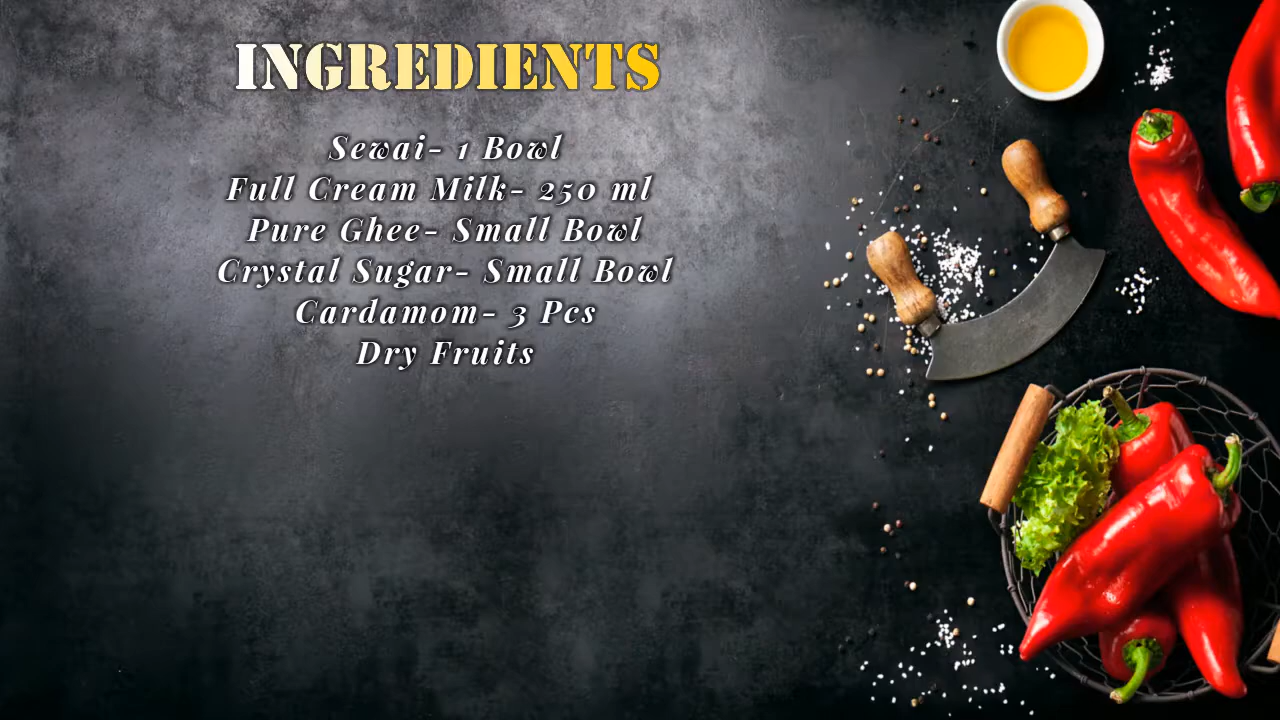 INGREDIENTS
Sewai- 1 Bowl
Full Cream Milk- 250 ml
Pure Ghee- Small Bowl
Crystal Sugar- Small Bowl
Cardamom- 3 Pcs
Dry Fruits